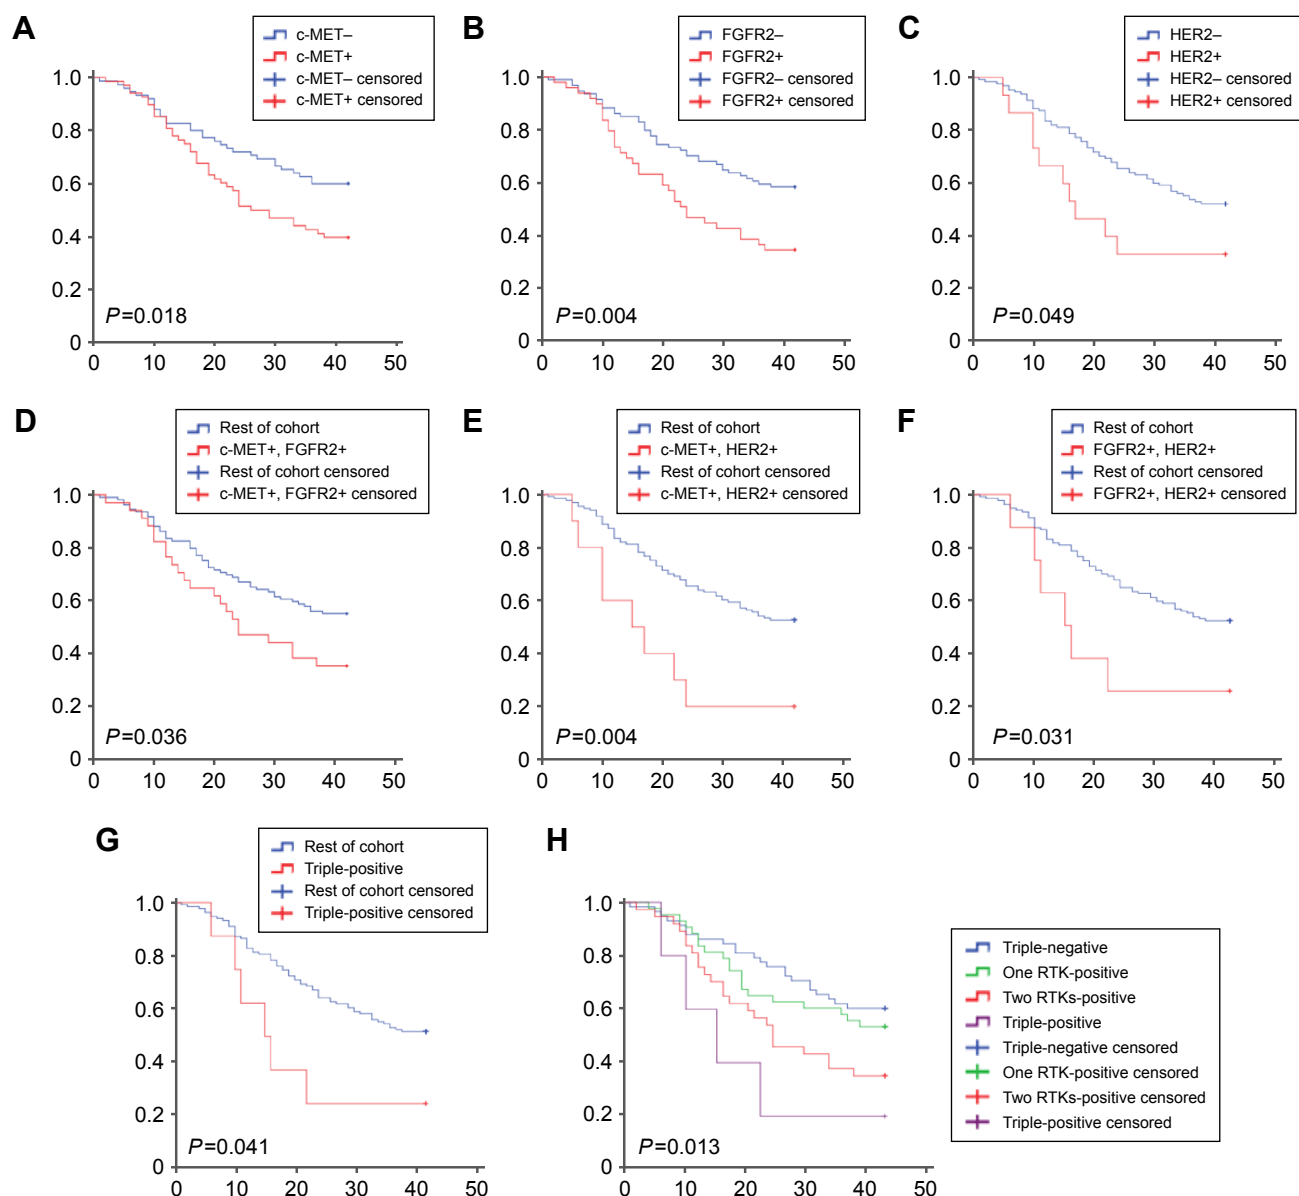 A
c-MET–
c-MET+
c-MET– censored
c-MET+ censored
1.0
0.8
0.6
0.4
0.2
0
P=0.018
0 10 20 30 40 50
B
FGFR2–
FGFR2+
FGFR2– censored
FGFR2+ censored
1.0
0.8
0.6
0.4
0.2
0
P=0.004
0 10 20 30 40 50
C
HER2–
HER2+
HER2– censored
HER2+ censored
1.0
0.8
0.6
0.4
0.2
0
P=0.049
0 10 20 30 40 50
D
Rest of cohort
c-MET+, FGFR2+
Rest of cohort censored
c-MET+, FGFR2+ censored
1.0
0.8
0.6
0.4
0.2
0
P=0.036
0 10 20 30 40 50
E
Rest of cohort
c-MET+, HER2+
Rest of cohort censored
c-MET+, HER2+ censored
1.0
0.8
0.6
0.4
0.2
0
P=0.004
0 10 20 30 40 50
F
Rest of cohort
FGFR2+, HER2+
Rest of cohort censored
FGFR2+, HER2+ censored
1.0
0.8
0.6
0.4
0.2
0
P=0.031
0 10 20 30 40 50
G
Rest of cohort
Triple-positive
Rest of cohort censored
Triple-positive censored
1.0
0.8
0.6
0.4
0.2
0
P=0.041
0 10 20 30 40 50
H
1.0
0.8
0.6
0.4
0.2
0
P=0.013
0 10 20 30 40 50
Triple-negative
One RTK-positive
Two RTKs-positive
Triple-positive
Triple-negative censored
One RTK-positive censored
Two RTKs-positive censored
Triple-positive censored